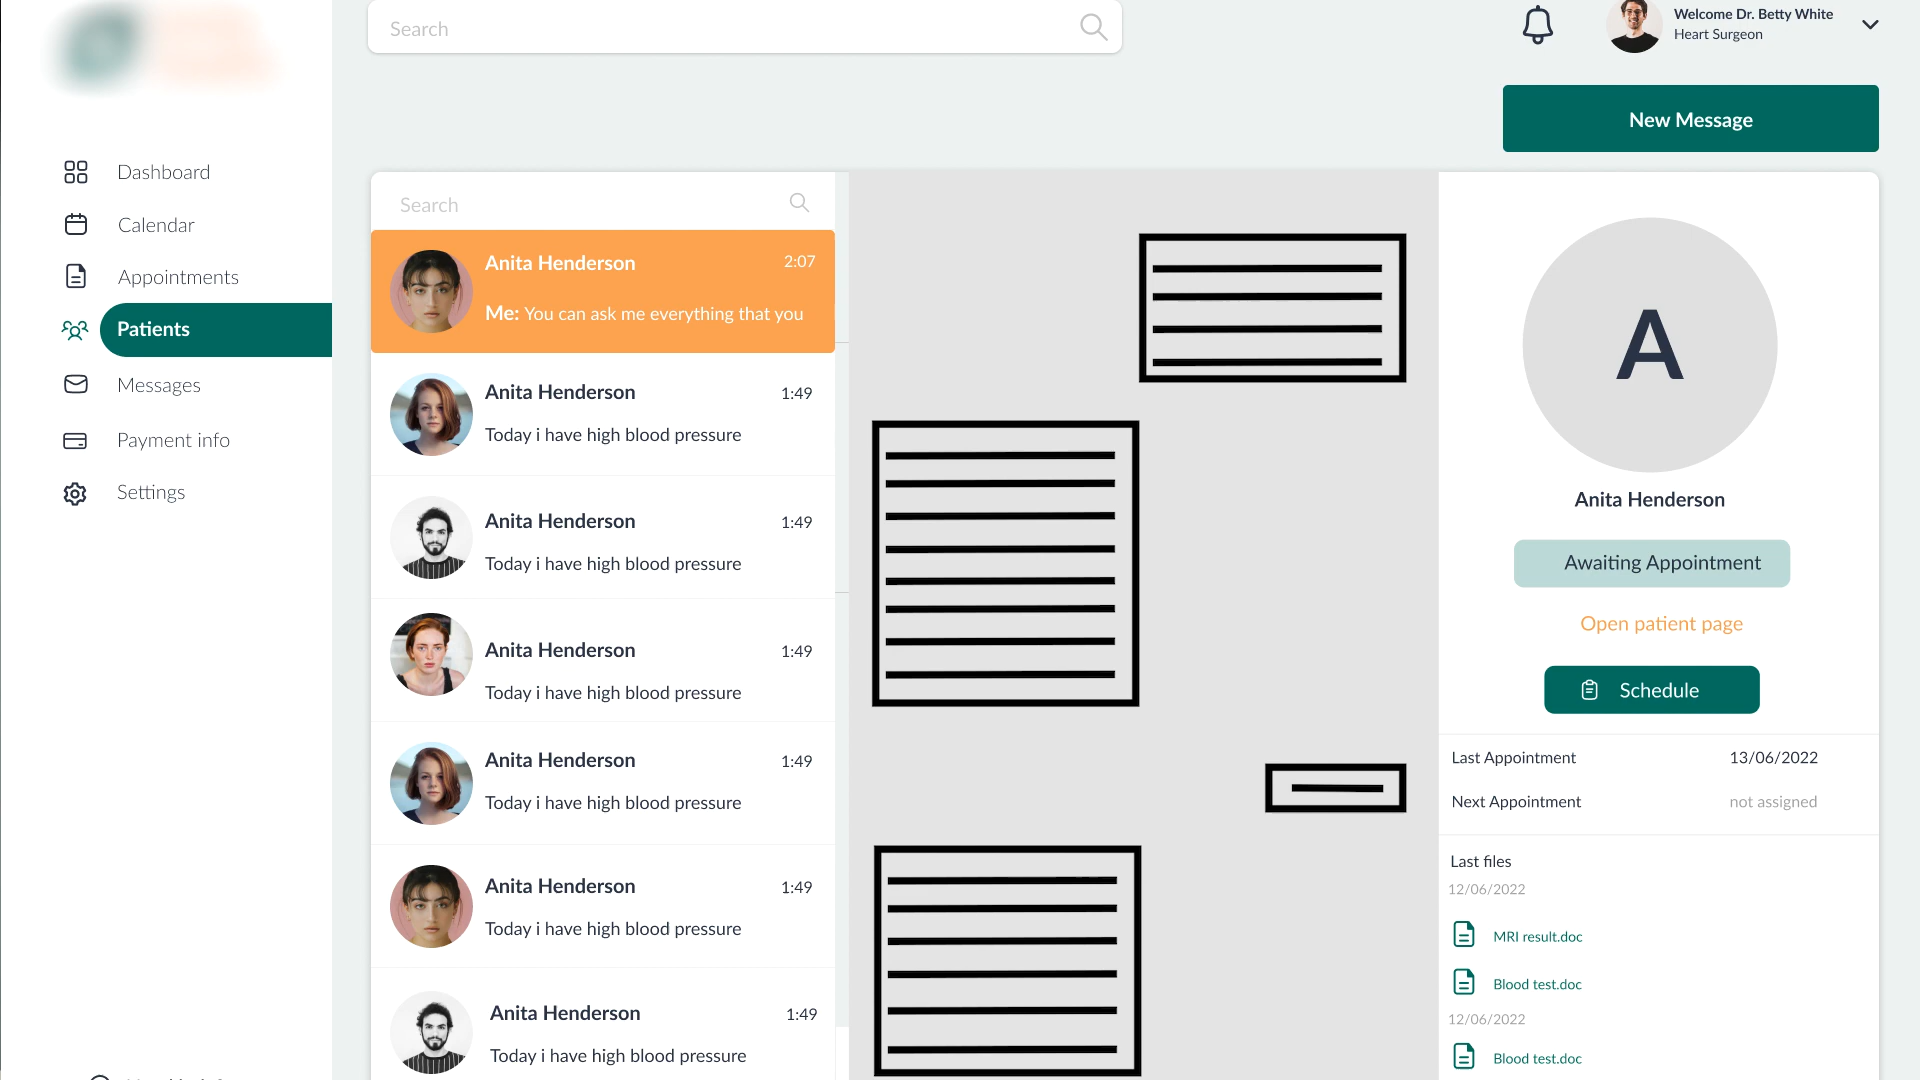 Search
Welcome Dr. Betty White
Heart Surgeon
New Message
Dashboard
Calendar
Appointments
Patients
Messages
Payment info
Settings
Search
Anita Henderson 2:07
Me: You can ask me everything that you
Anita Henderson 1:49
Today i have high blood pressure
Anita Henderson 1:49
Today i have high blood pressure
Anita Henderson 1:49
Today i have high blood pressure
Anita Henderson 1:49
Today i have high blood pressure
Anita Henderson 1:49
Today i have high blood pressure
Anita Henderson 1:49
Today i have high blood pressure
A
Anita Henderson
Awaiting Appointment
Open patient page
Schedule
Last Appointment 13/06/2022
Next Appointment not assigned
Last files
12/06/2022
MRI result.doc
Blood test.doc
12/06/2022
Blood test.doc